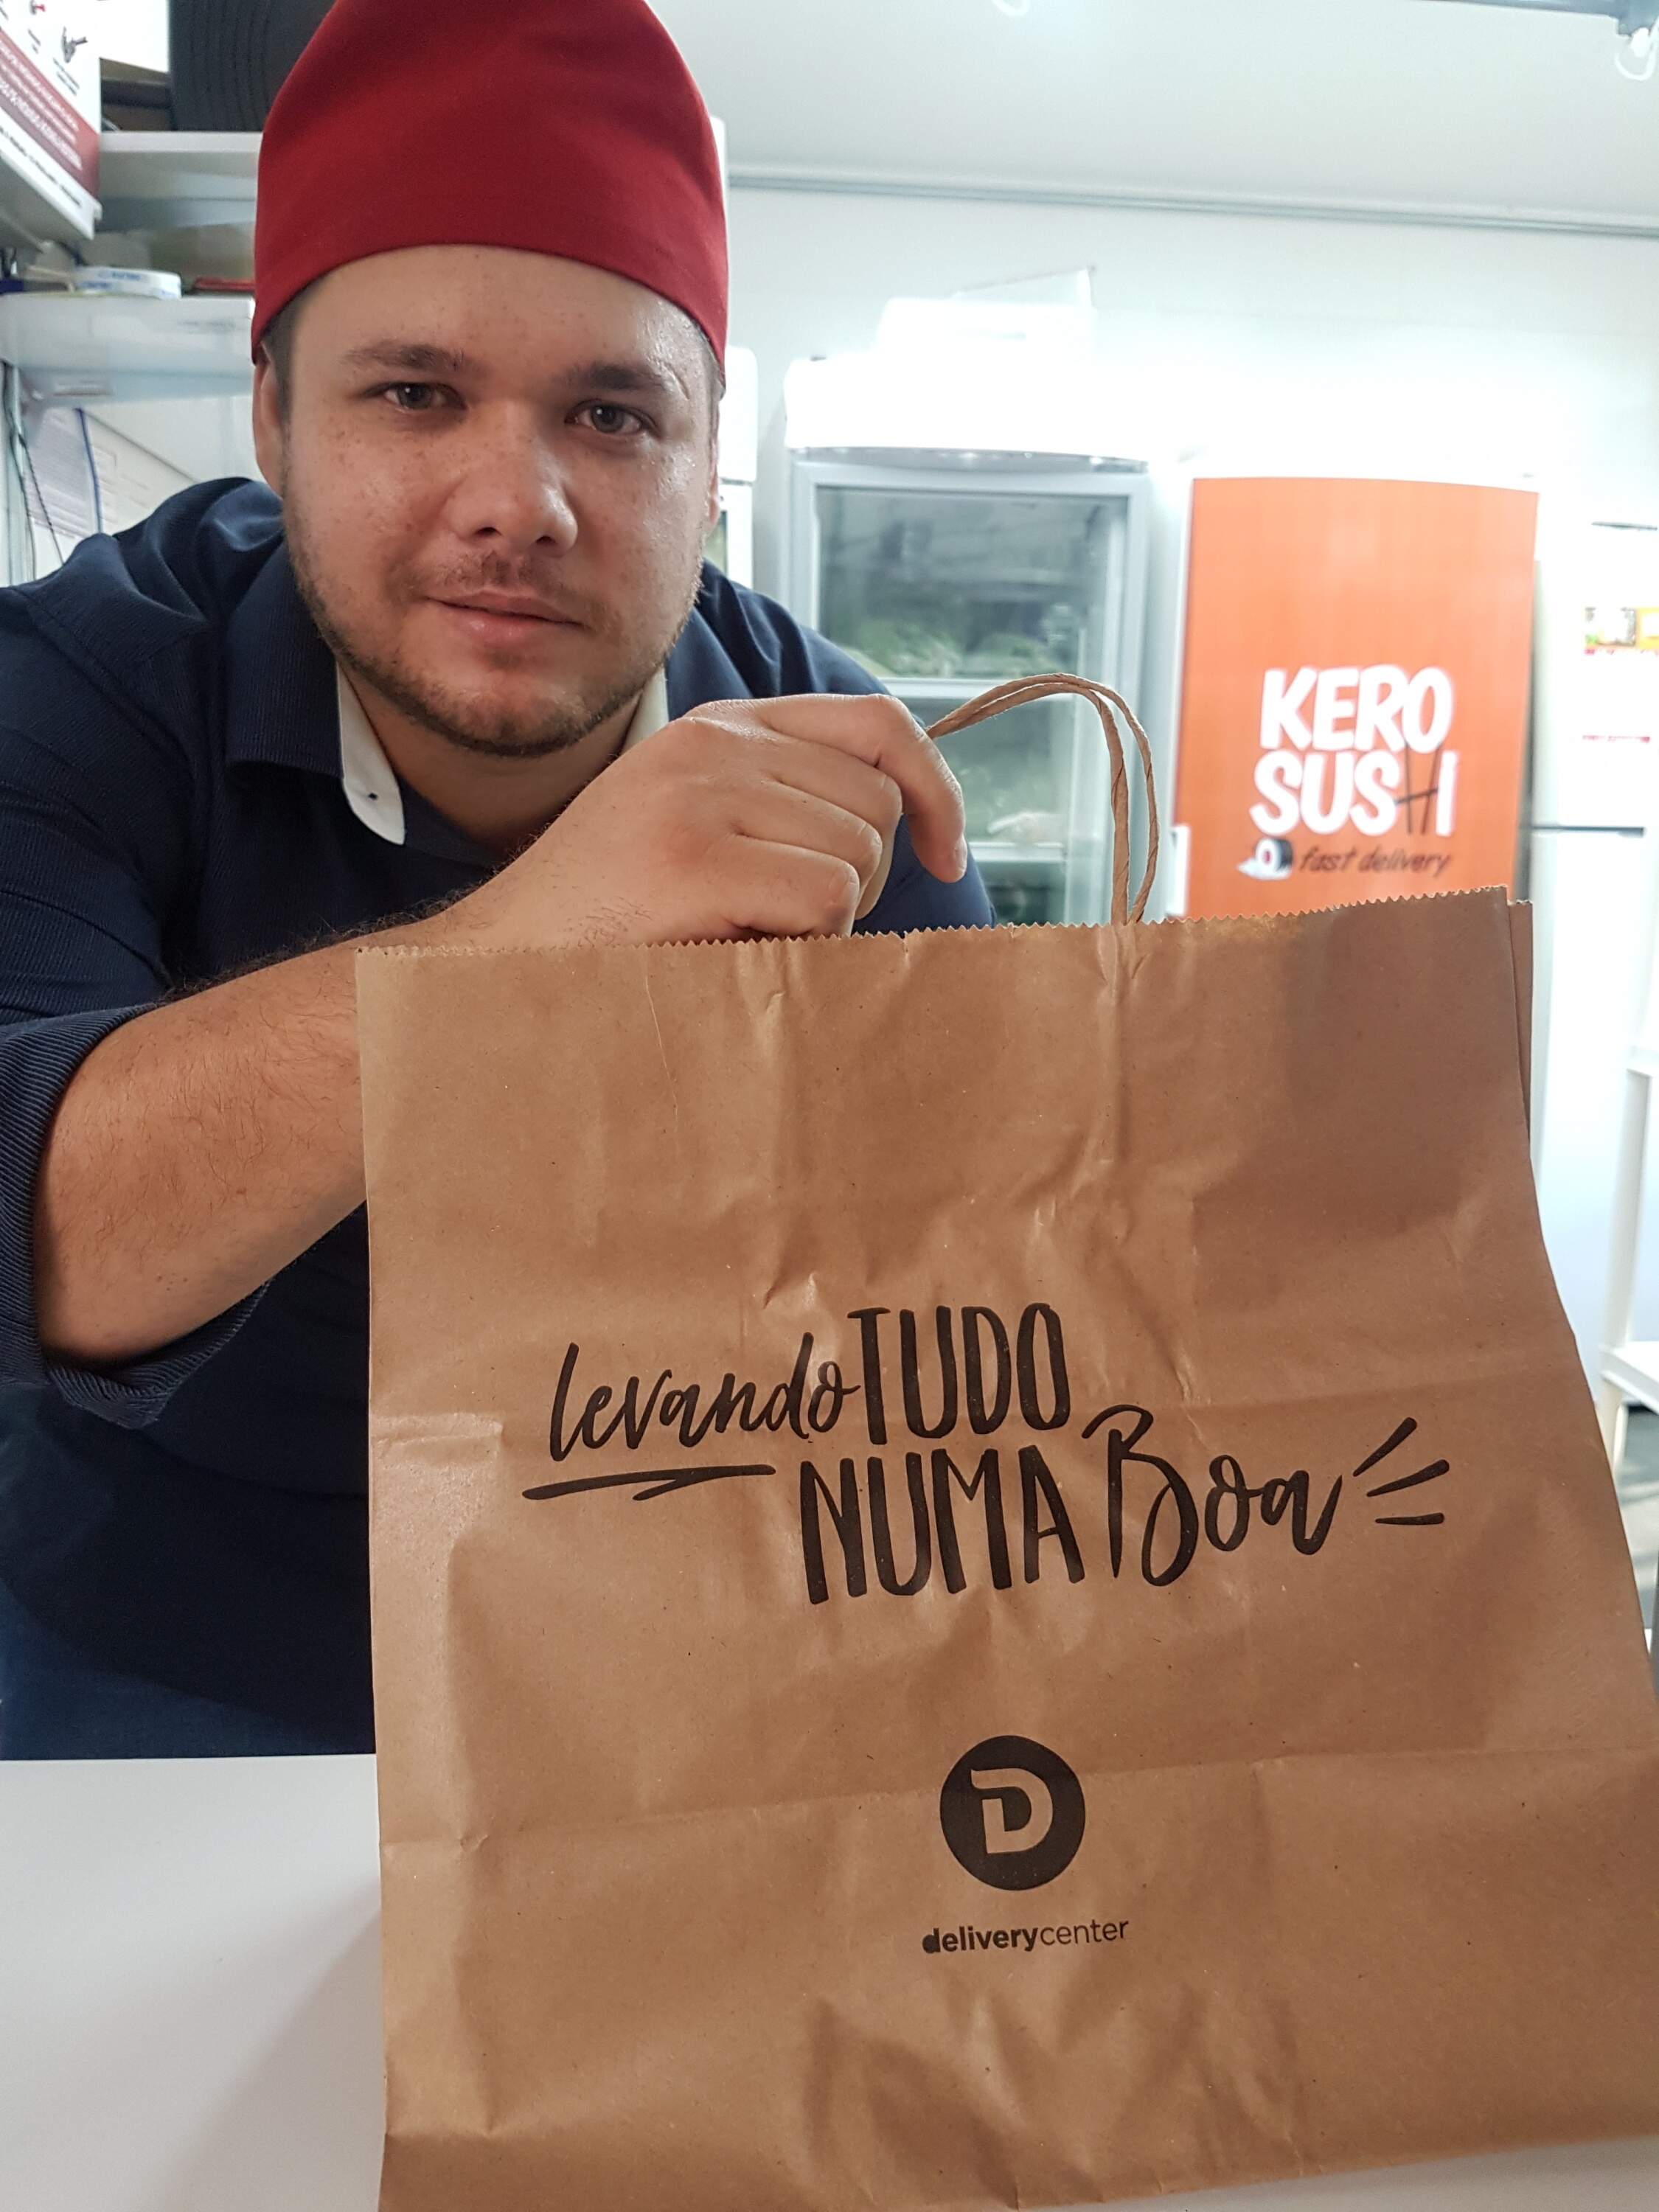 KERO
SUSHI
fast delivery
levando TUDO
NUMA Boa
D
deliverycenter